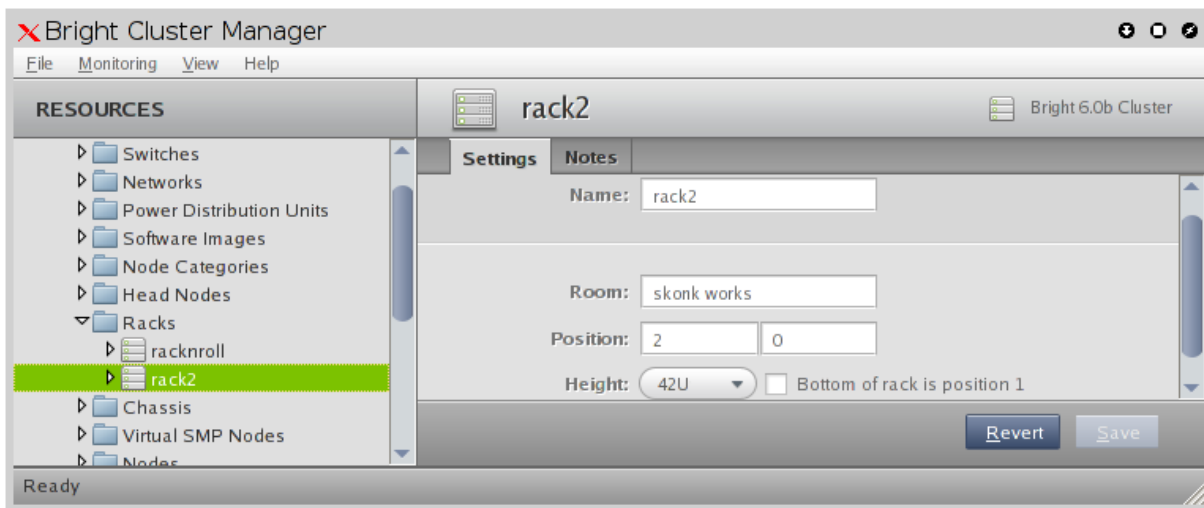 Bright Cluster Manager
File Monitoring View Help
RESOURCES
rack2
Bright 6.0b Cluster
Switches
Networks
Power Distribution Units
Software Images
Node Categories
Head Nodes
Racks
racknroll
rack2
Chassis
Virtual SMP Nodes
Nodes
Settings Notes
Name: rack2
Room: skonk works
Position: 2 0
Height: 42U Bottom of rack is position 1
Revert Save
Ready